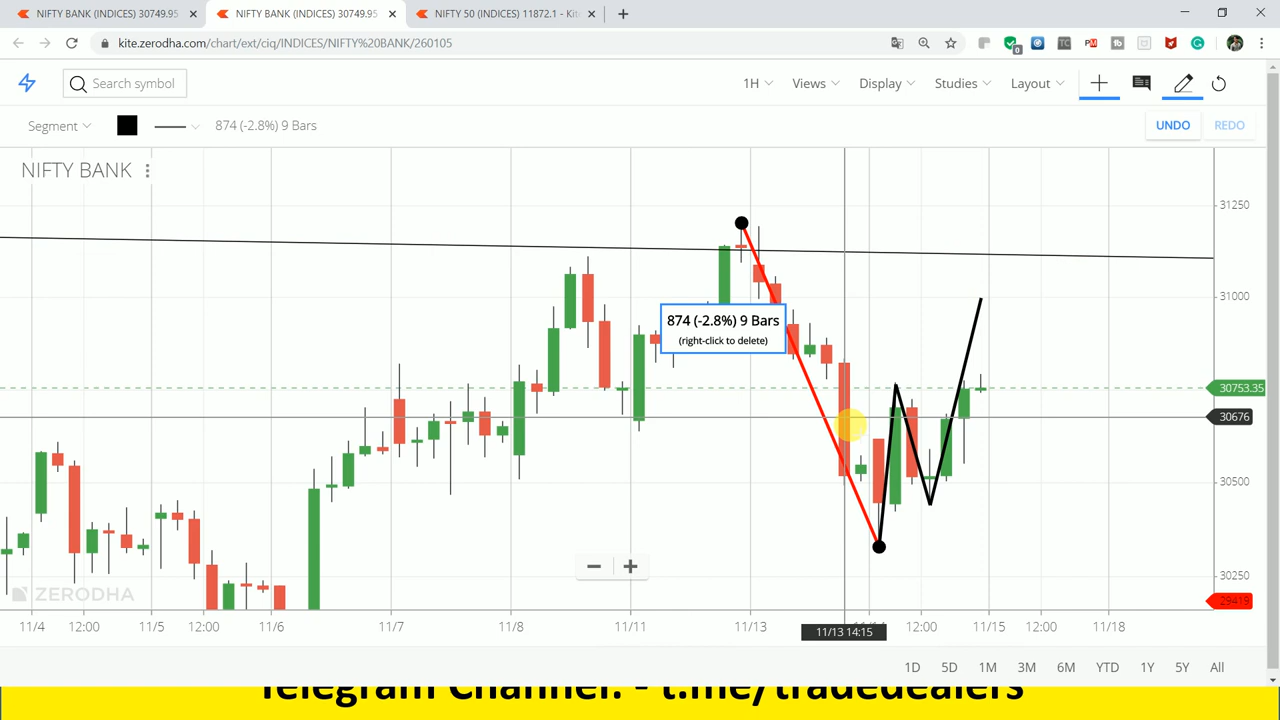 NIFTY BANK (INDICES) 30749.95
NIFTY BANK (INDICES) 30749.95
NIFTY 50 (INDICES) 11872.1 - Kit
kite.zerodha.com/chart/ext/ciq/INDICES/NIFTY%20BANK/260105
Search symbol
1H Views Display Studies Layout
Segment 874 (-2.8%) 9 Bars UNDO REDO
NIFTY BANK
31250
874 (-2.8%) 9 Bars
(right-click to delete)
31000
30753.35
30676
30500
30250
29419
ZERODHA
11/4 12:00 11/5 12:00 11/6 11/7 11/8 11/11 11/13 12:00 11/15 12:00 11/18
11/13 14:15
1D 5D 1M 3M 6M YTD 1Y 5Y All
Telegram Channel: - t.me/tradedealers